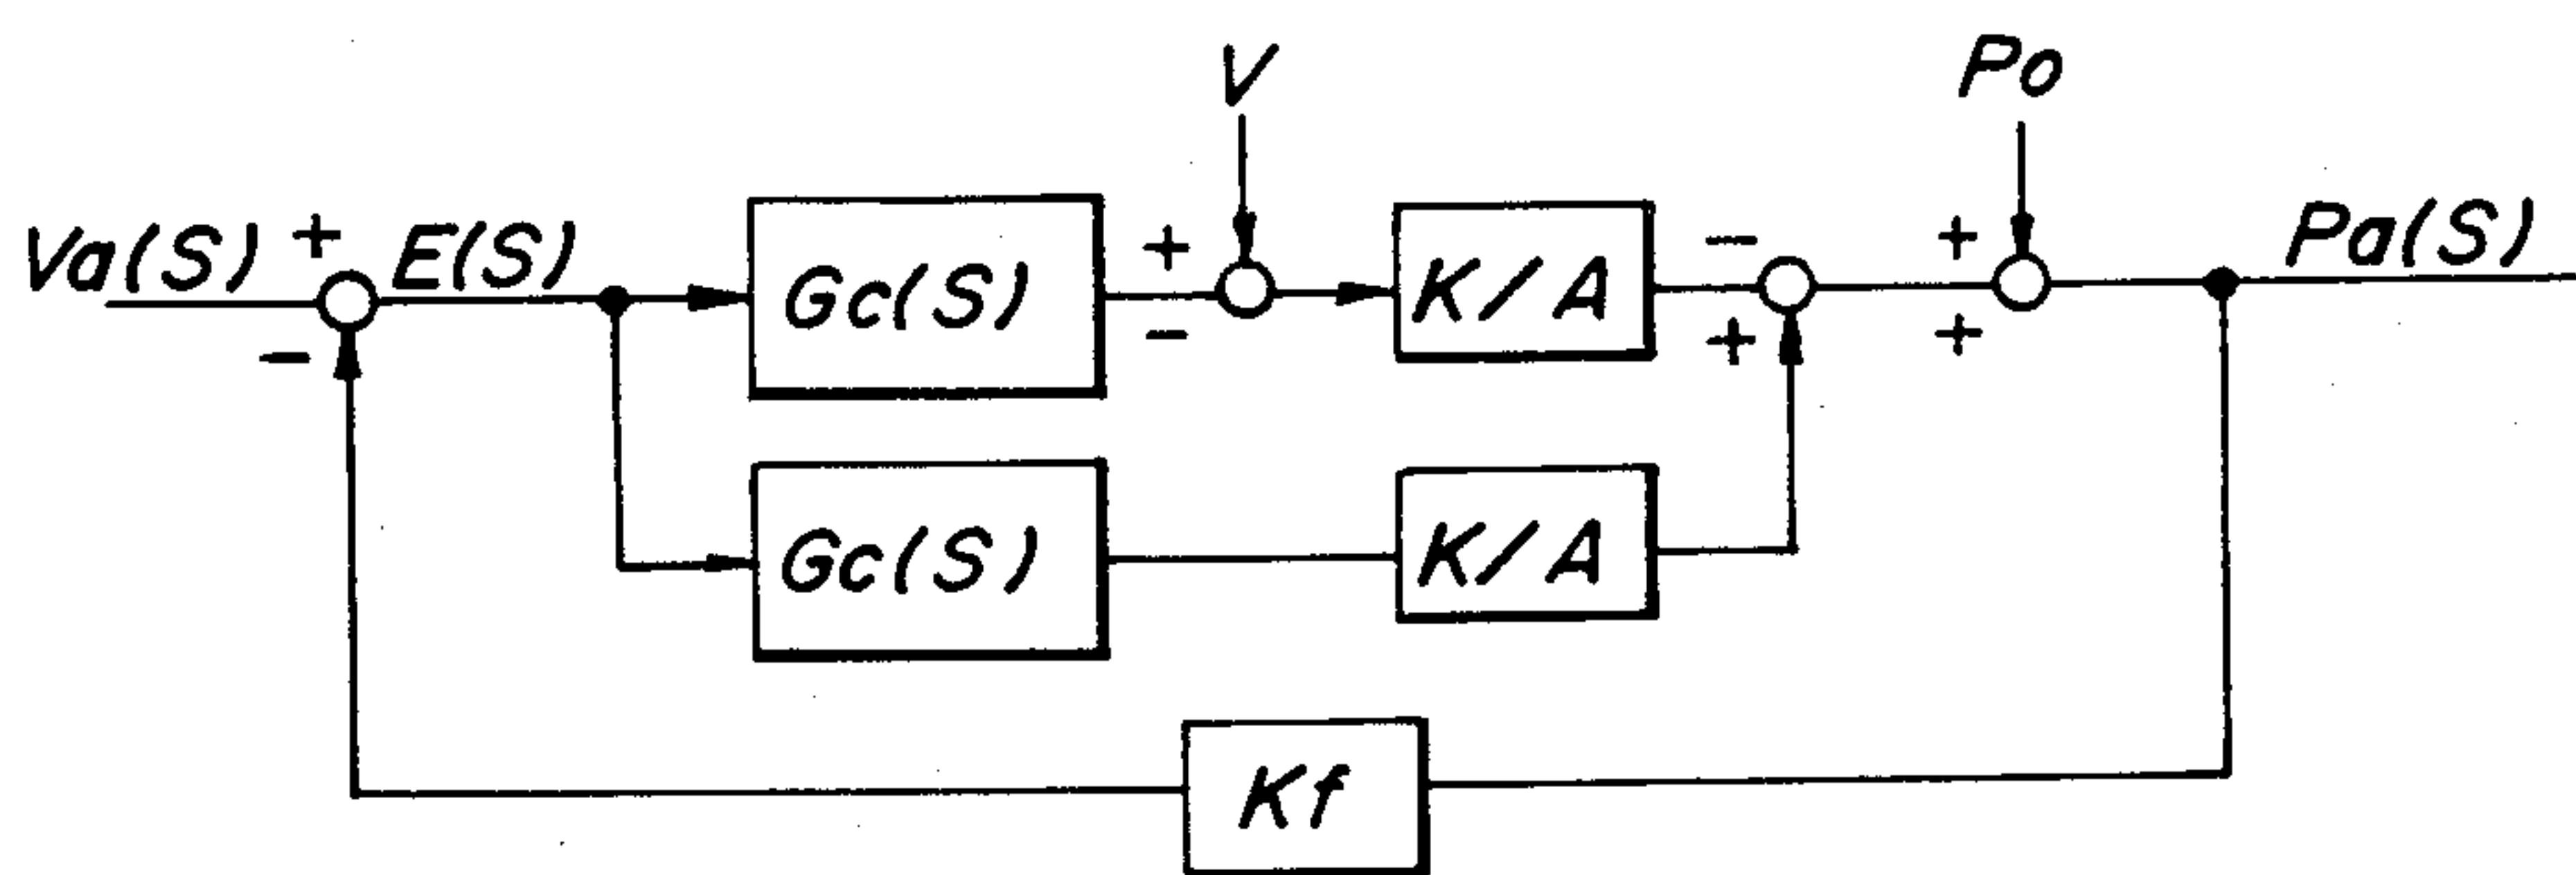 V
Po
Va(S)
+
-
E(S)
Gc(S)
+
-
K/A
-
+
+
+
Pa(S)
Gc(S)
K/A
Kf